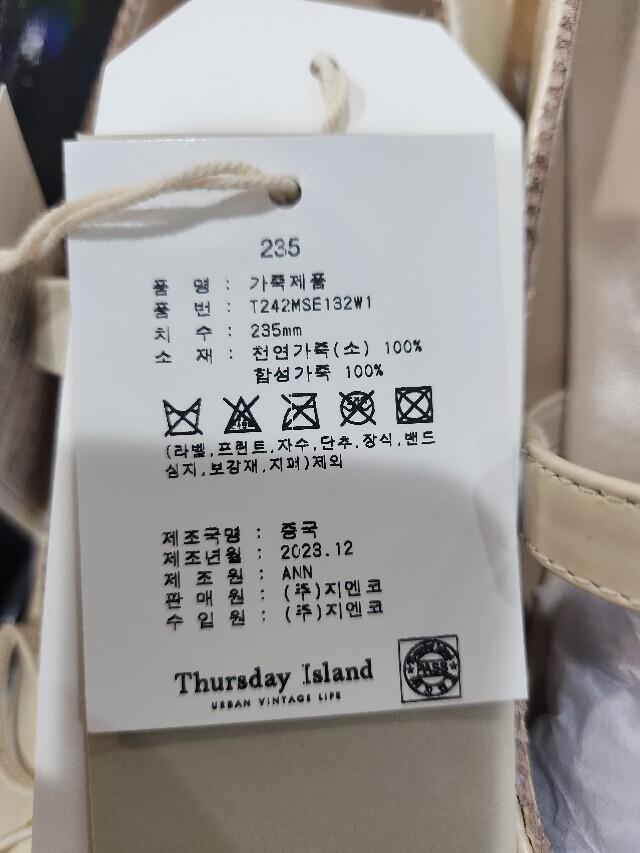 235
품 명 : 가죽제품
품 번 : T242MSE132W1
치 수 : 235mm
소 재 : 천연가죽(소) 100%
합성가죽 100%
(라벨,프린트,자수,단추,장식,밴드
심지,보강재,지퍼)제외
제조국명 : 중국
제조년월 : 2023.12
제 조 원 : ANN
판 매 원 : (주)지엔코
수 입 원 : (주)지엔코
Thursday Island
URBAN VINTAGE LIFE
PASS